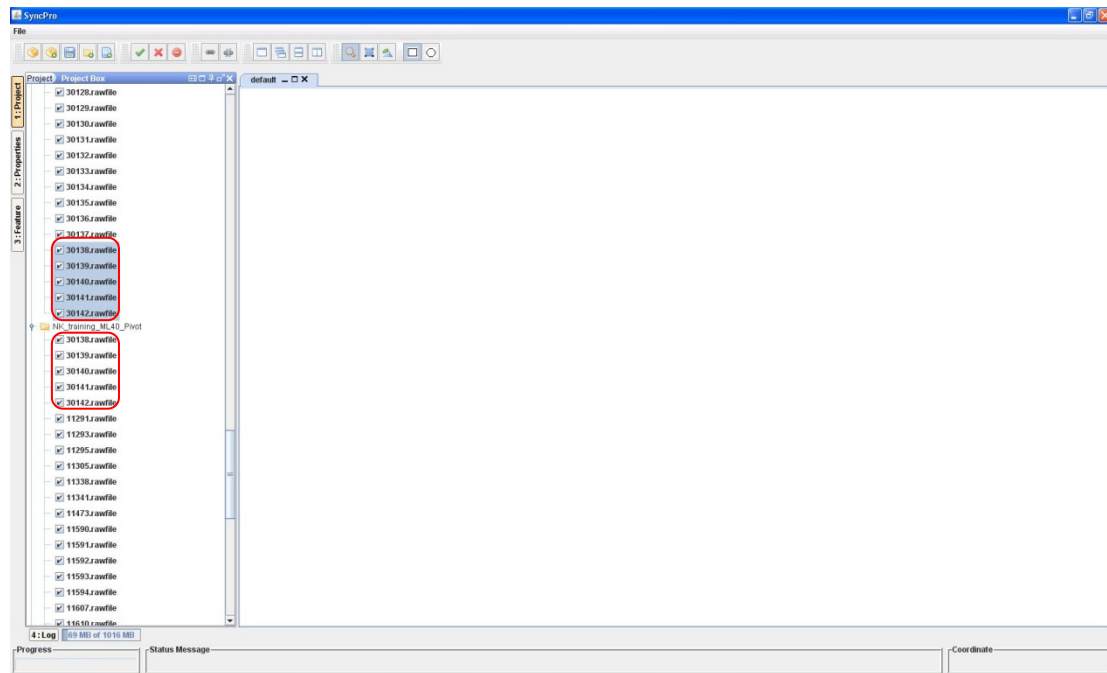 SyncPro
File
Project Project Box
default
1: Project
2: Properties
3: Feature
30128.rawfile
30129.rawfile
30130.rawfile
30131.rawfile
30132.rawfile
30133.rawfile
30134.rawfile
30135.rawfile
30136.rawfile
30137.rawfile
30138.rawfile
30139.rawfile
30140.rawfile
30141.rawfile
30142.rawfile
NK_training_ML40_Pivot
30138.rawfile
30139.rawfile
30140.rawfile
30141.rawfile
30142.rawfile
11291.rawfile
11293.rawfile
11295.rawfile
11305.rawfile
11338.rawfile
11341.rawfile
11473.rawfile
11590.rawfile
11591.rawfile
11592.rawfile
11593.rawfile
11594.rawfile
11607.rawfile
11610.rawfile
4: Log 69 MB of 1016 MB
Progress Status Message Coordinate